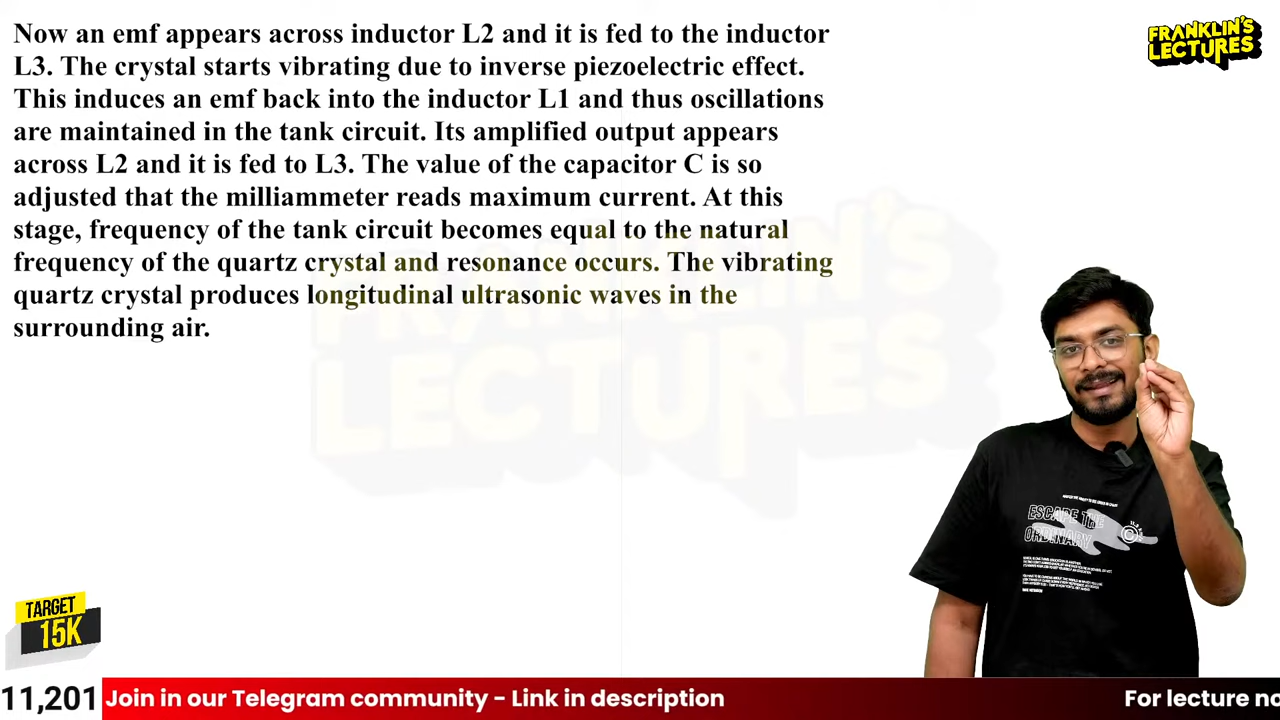 Now an emf appears across inductor L2 and it is fed to the inductor
L3. The crystal starts vibrating due to inverse piezoelectric effect.
This induces an emf back into the inductor L1 and thus oscillations
are maintained in the tank circuit. Its amplified output appears
across L2 and it is fed to L3. The value of the capacitor C is so
adjusted that the milliammeter reads maximum current. At this
stage, frequency of the tank circuit becomes equal to the natural
frequency of the quartz crystal and resonance occurs. The vibrating
quartz crystal produces longitudinal ultrasonic waves in the
surrounding air.
FRANKLIN'S
LECTURES
FRANKLIN'S
LECTURES
ESCAPE THE
ORDINARY
TARGET
15K
11,201
Join in our Telegram community - Link in description
For lecture no